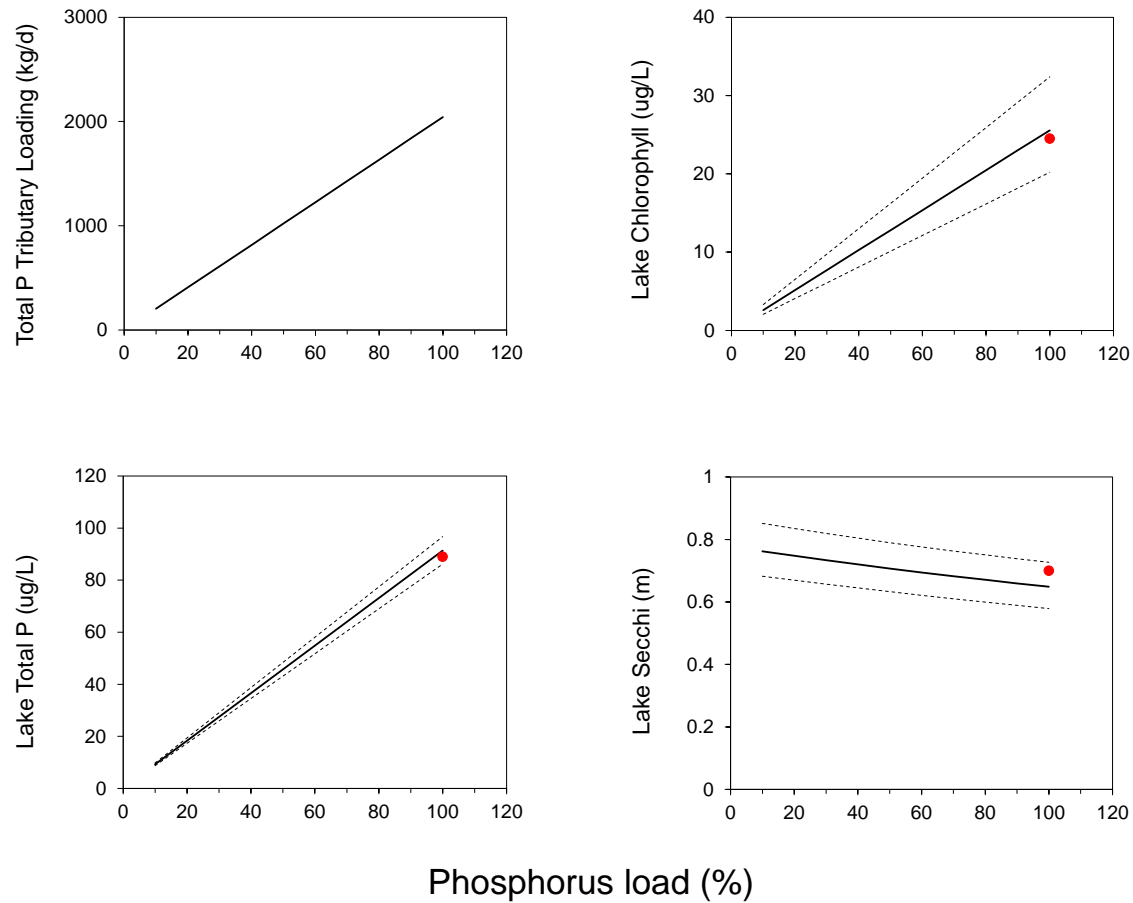 Total P Tributary Loading (kg/d)
3000
2000
1000
0
0 20 40 60 80 100 120
Lake Chlorophyll (ug/L)
40
30
20
10
0
0 20 40 60 80 100 120
Lake Total P (ug/L)
120
100
80
60
40
20
0
0 20 40 60 80 100 120
Lake Secchi (m)
1
0.8
0.6
0.4
0.2
0
0 20 40 60 80 100 120
Phosphorus load (%)